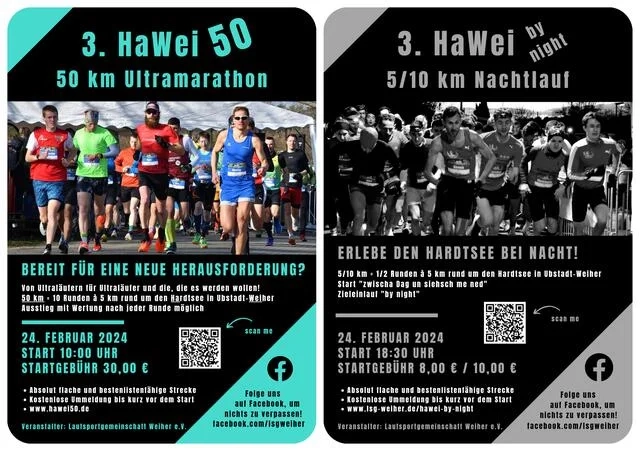 3. HaWei 50
50 km Ultramarathon
BEREIT FÜR EINE NEUE HERAUSFORDERUNG?
Von Ultraläufern für Ultraläufer und die, die es werden wollen!
50 km = 10 Runden à 5 km rund um den Hardtsee in Ubstadt-Weiher
Ausstieg mit Wertung nach jeder Runde möglich
scan me
24. FEBRUAR 2024
START 10:00 UHR
STARTGEBÜHR 30,00 €
• Absolut flache und bestenlistenfähige Strecke
• Kostenlose Ummeldung bis kurz vor dem Start
• www.hawei50.de
Folge uns
auf Facebook, um
nichts zu verpassen!
facebook.com/lsgweiher
Veranstalter: Laufsportgemeinschaft Weiher e.V.
3. HaWei by night
5/10 km Nachtlauf
ERLEBE DEN HARDTSEE BEI NACHT!
5/10 km = 1/2 Runden à 5 km rund um den Hardtsee in Ubstadt-Weiher
Start "zwischa Dag un siehsch me ned"
Zieleinlauf "by night"
scan me
24. FEBRUAR 2024
START 18:30 UHR
STARTGEBÜHR 8,00 € / 10,00 €
• Absolut flache und bestenlistenfähige Strecke
• Kostenlose Ummeldung bis kurz vor dem Start
• www.lsg-weiher.de/hawei-by-night
Folge uns
auf Facebook, um
nichts zu verpassen!
facebook.com/lsgweiher
Veranstalter: Laufsportgemeinschaft Weiher e.V.